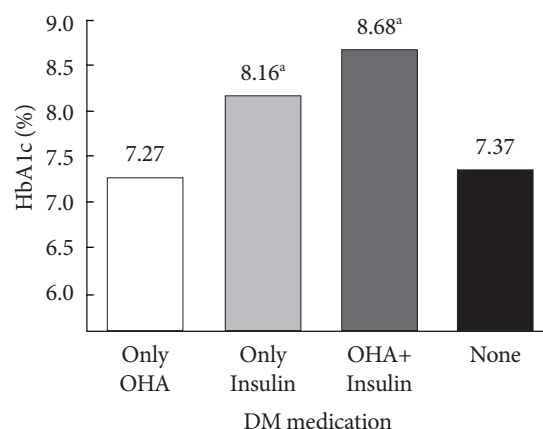 HbA1c (%)
9.0
8.5
8.0
7.5
7.0
6.5
6.0
7.27
8.16ᵃ
8.68ᵃ
7.37
Only
OHA
Only
Insulin
OHA+
Insulin
None
DM medication